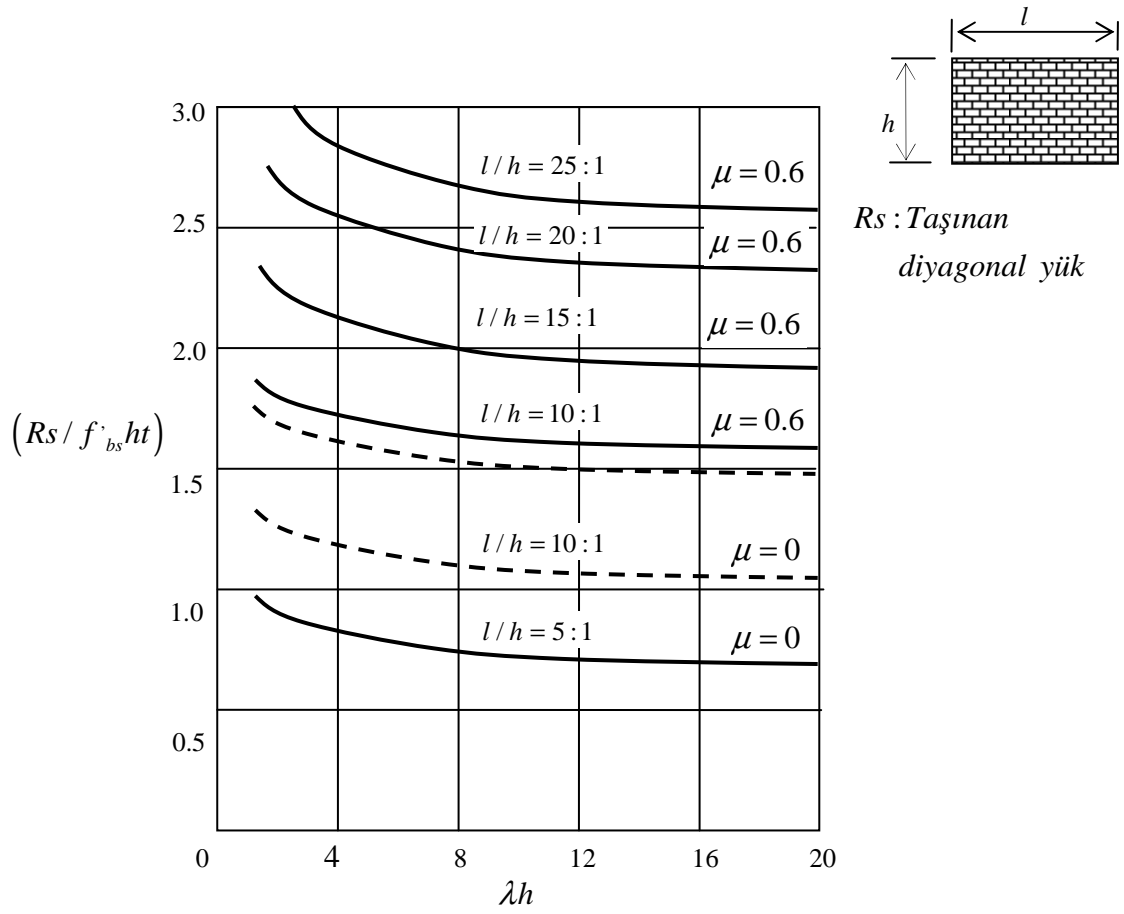 l
h
Rs : Taşınan
diyagonal yük
3.0
2.5
2.0
1.5
1.0
0.5
(Rs / f'bs ht)
l / h = 25 : 1
μ = 0.6
l / h = 20 : 1
μ = 0.6
l / h = 15 : 1
μ = 0.6
l / h = 10 : 1
μ = 0.6
l / h = 10 : 1
μ = 0
l / h = 5 : 1
μ = 0
0 4 8 12 16 20
λh